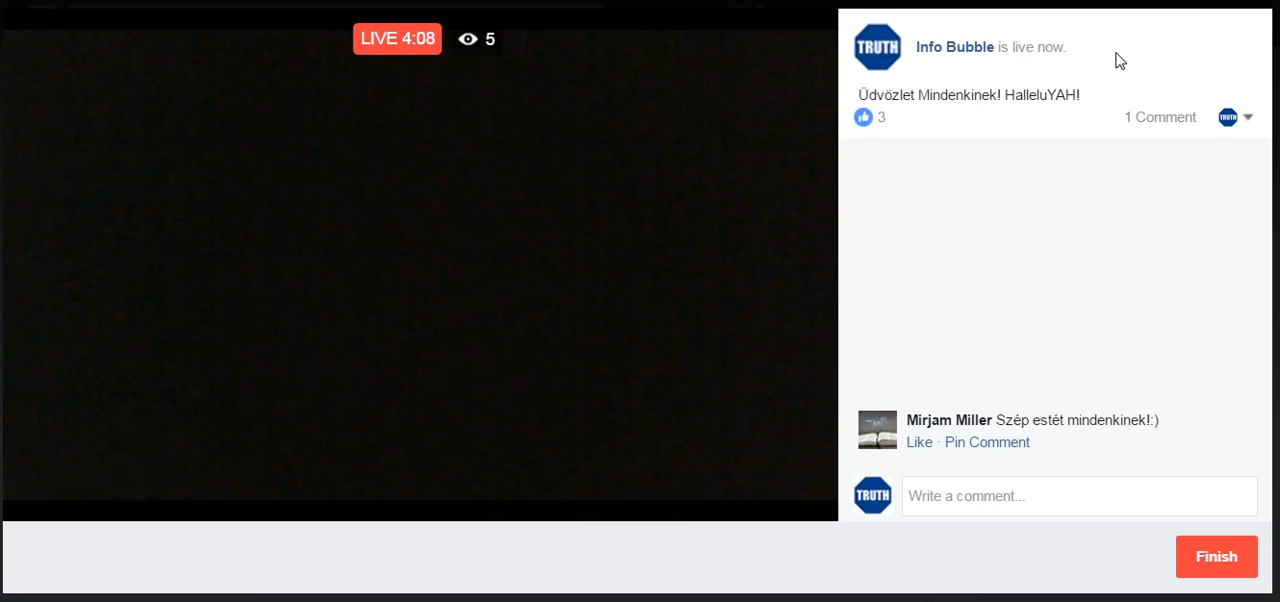 LIVE 4:08 5
TRUTH Info Bubble is live now.
Üdvözlet Mindenkinek! HalleluYAH!
3 1 Comment TRUTH
Mirjam Miller Szép estét mindenkinek!:)
Like · Pin Comment
TRUTH Write a comment...
Finish